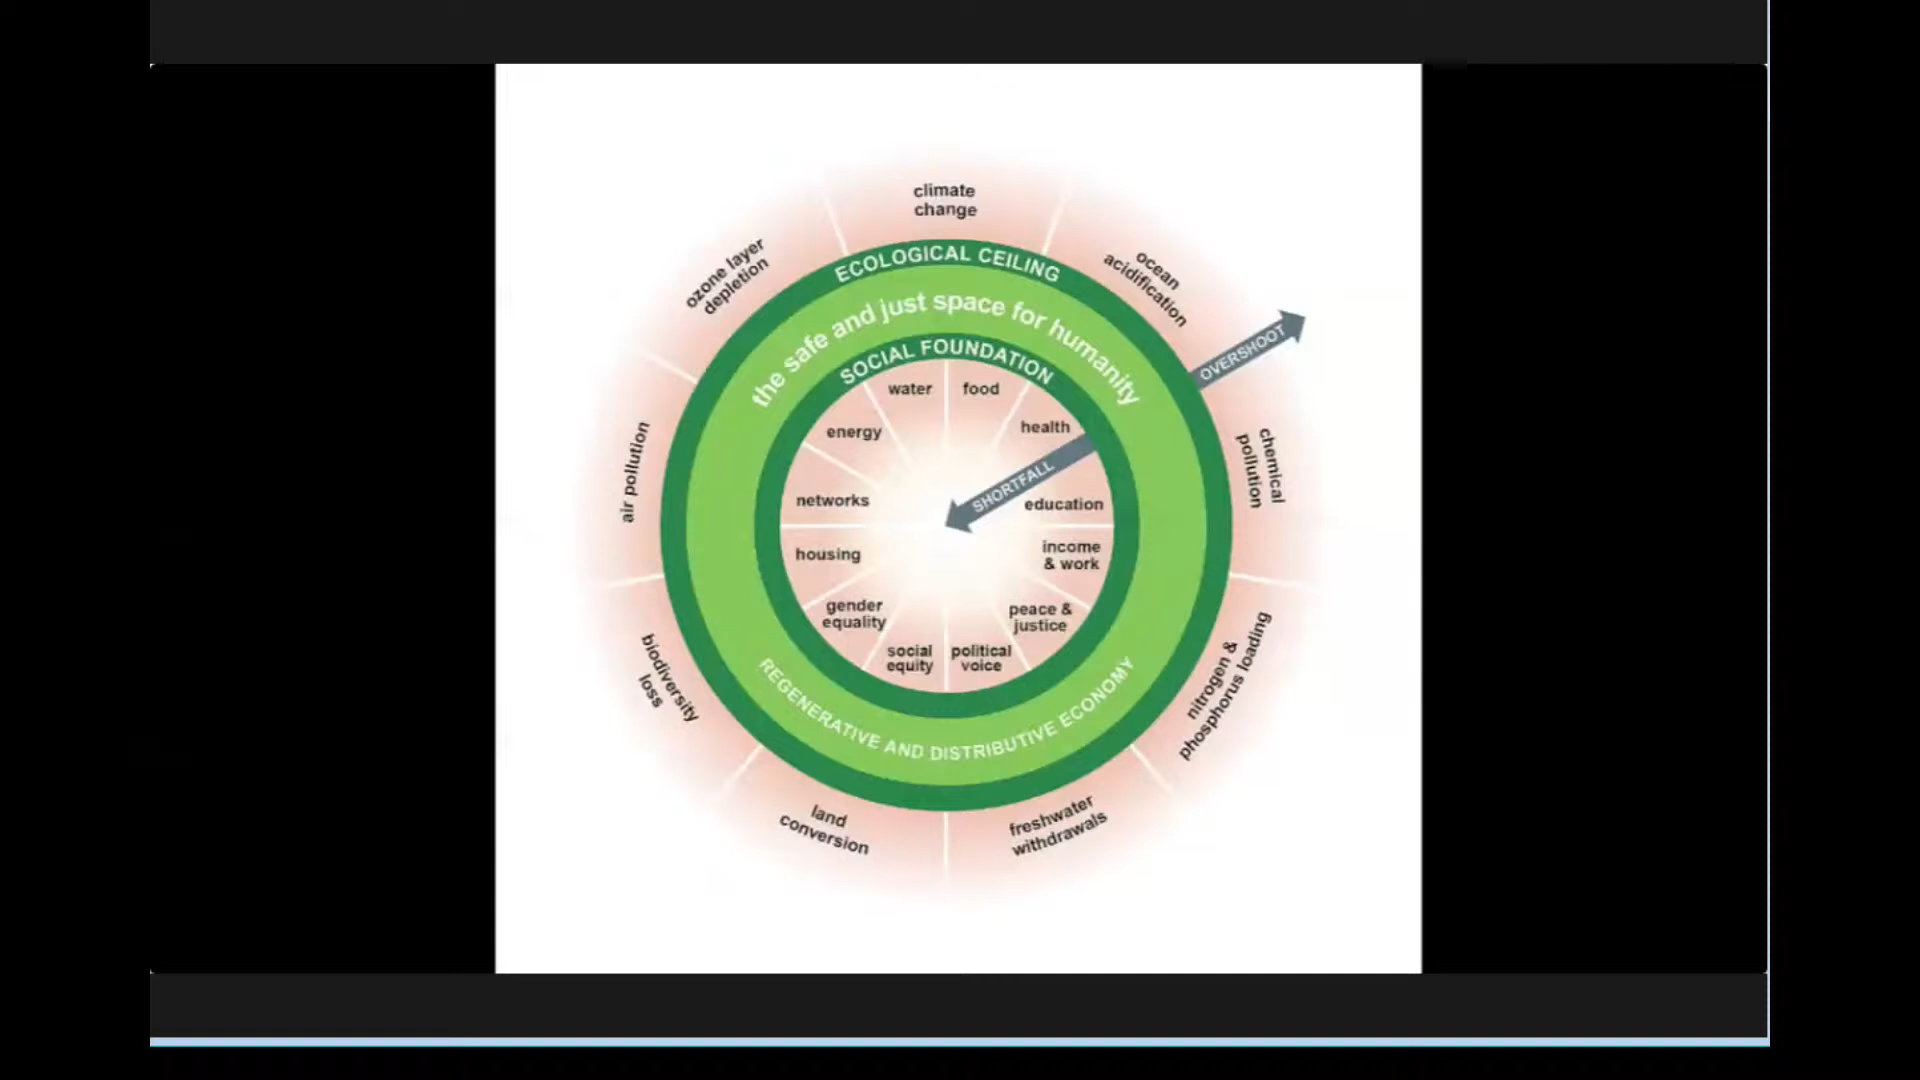 climate
change
ocean
acidification
OVERSHOOT
chemical
pollution
nitrogen &
phosphorus loading
freshwater
withdrawals
land
conversion
biodiversity
loss
air pollution
ozone layer
depletion
ECOLOGICAL CEILING
the safe and just space for humanity
SOCIAL FOUNDATION
water
food
health
SHORTFALL
education
income
& work
peace &
justice
political
voice
social
equity
gender
equality
housing
networks
energy
REGENERATIVE AND DISTRIBUTIVE ECONOMY